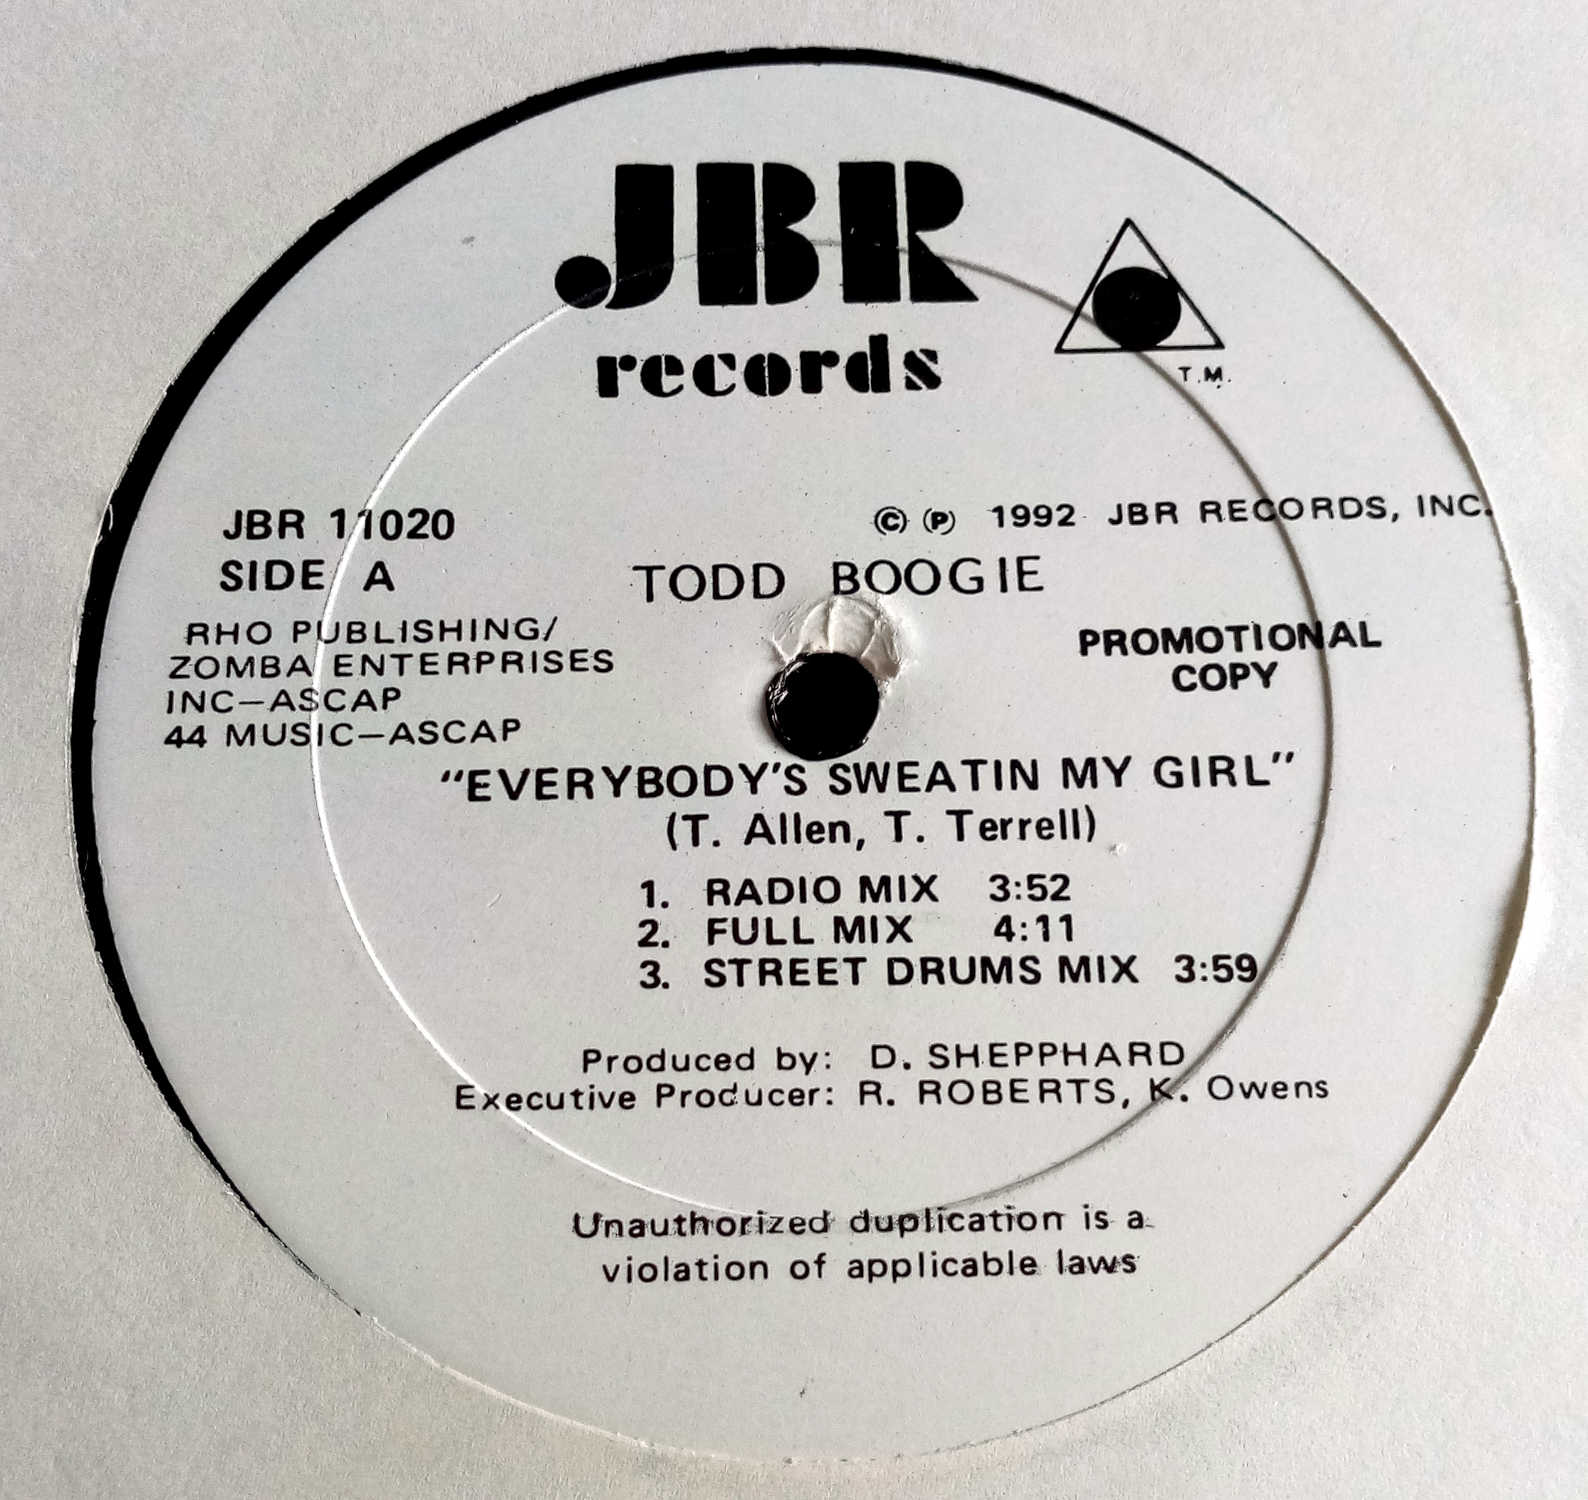 JBR
records
T.M.
JBR 11020
© ℗ 1992 JBR RECORDS, INC.
SIDE A
TODD BOOGIE
RHO PUBLISHING/
ZOMBA ENTERPRISES
INC—ASCAP
44 MUSIC—ASCAP
PROMOTIONAL
COPY
"EVERYBODY'S SWEATIN MY GIRL"
(T. Allen, T. Terrell)
1. RADIO MIX 3:52
2. FULL MIX 4:11
3. STREET DRUMS MIX 3:59
Produced by: D. SHEPPHARD
Executive Producer: R. ROBERTS, K. Owens
Unauthorized duplication is a
violation of applicable laws